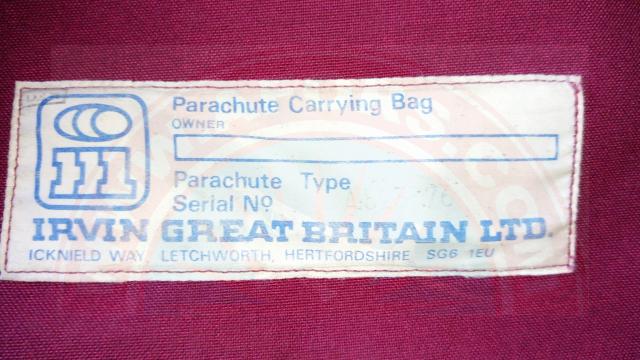 Parachute Carrying Bag
OWNER
Parachute Type
Serial Nº
IRVIN GREAT BRITAIN LTD.
ICKNIELD WAY, LETCHWORTH, HERTFORDSHIRE SG6 1EU